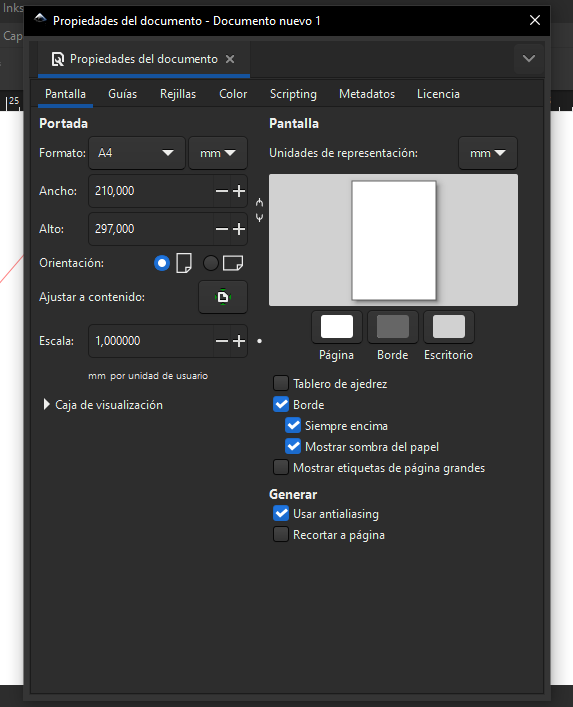 Inks
Propiedades del documento - Documento nuevo 1
Cap
Propiedades del documento
25
Pantalla Guías Rejillas Color Scripting Metadatos Licencia
Portada
Formato: A4 mm
Ancho: 210,000
Alto: 297,000
Orientación:
Ajustar a contenido:
Escala: 1,000000
mm por unidad de usuario
Caja de visualización
Pantalla
Unidades de representación: mm
Página Borde Escritorio
Tablero de ajedrez
Borde
Siempre encima
Mostrar sombra del papel
Mostrar etiquetas de página grandes
Generar
Usar antialiasing
Recortar a página